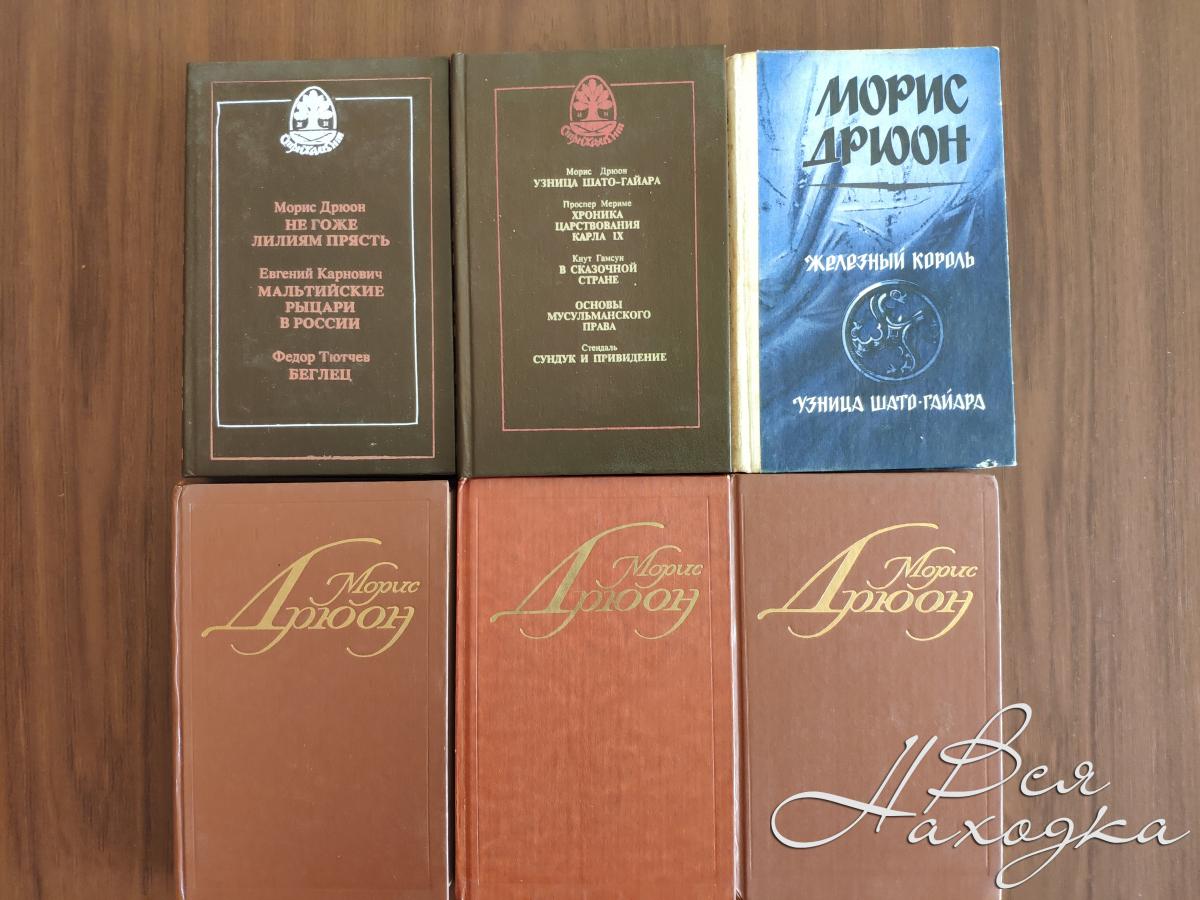 Стрижамент
Морис Дрюон
НЕ ГОЖЕ
ЛИЛИЯМ ПРЯСТЬ
Евгений Карнович
МАЛЬТИЙСКИЕ
РЫЦАРИ
В РОССИИ
Федор Тютчев
БЕГЛЕЦ
Стрижамент
Морис Дрюон
УЗНИЦА ШАТО-ГАЙАРА
Проспер Мериме
ХРОНИКА
ЦАРСТВОВАНИЯ
КАРЛА IX
Кнут Гамсун
В СКАЗОЧНОЙ
СТРАНЕ
ОСНОВЫ
МУСУЛЬМАНСКОГО
ПРАВА
Стендаль
СУНДУК И ПРИВИДЕНИЕ
МОРИС
ДРЮОН
ЖЕЛЕЗНЫЙ КОРОЛЬ
УЗНИЦА ШАТО-ГАЙАРА
Морис
Дрюон
Морис
Дрюон
Морис
Дрюон
Вся
Находка